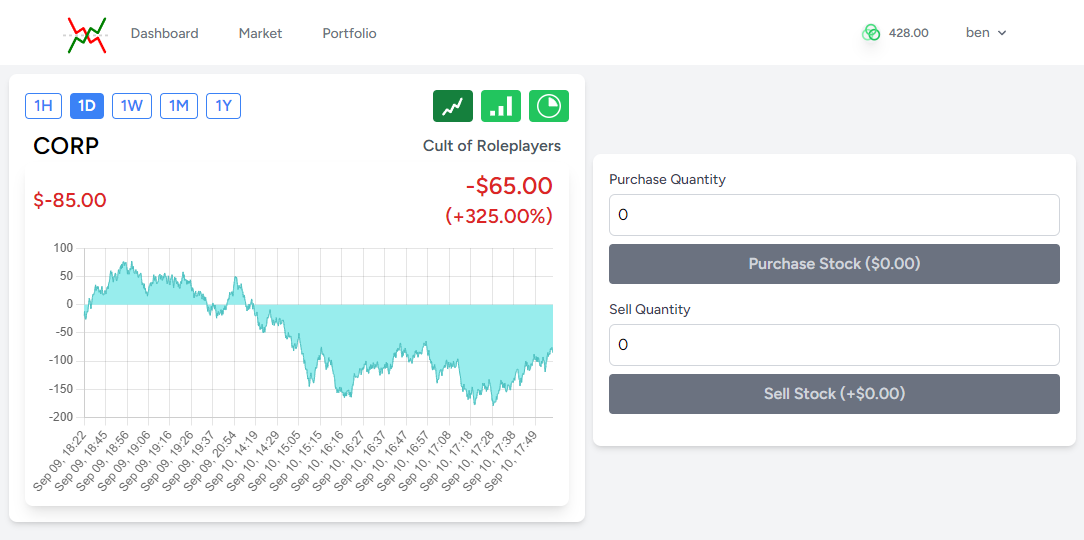 Dashboard Market Portfolio 428.00 ben
1H 1D 1W 1M 1Y
CORP Cult of Roleplayers
$-85.00 -$65.00
(+325.00%)
100
50
0
-50
-100
-150
-200
Sep 09, 18:22
Sep 09, 18:45
Sep 09, 18:56
Sep 09, 19:06
Sep 09, 19:16
Sep 09, 19:26
Sep 09, 19:37
Sep 09, 20:54
Sep 10, 14:19
Sep 10, 14:29
Sep 10, 15:05
Sep 10, 15:15
Sep 10, 16:16
Sep 10, 16:27
Sep 10, 16:37
Sep 10, 16:47
Sep 10, 16:57
Sep 10, 17:08
Sep 10, 17:18
Sep 10, 17:28
Sep 10, 17:38
Sep 10, 17:49
Purchase Quantity
0
Purchase Stock ($0.00)
Sell Quantity
0
Sell Stock (+$0.00)